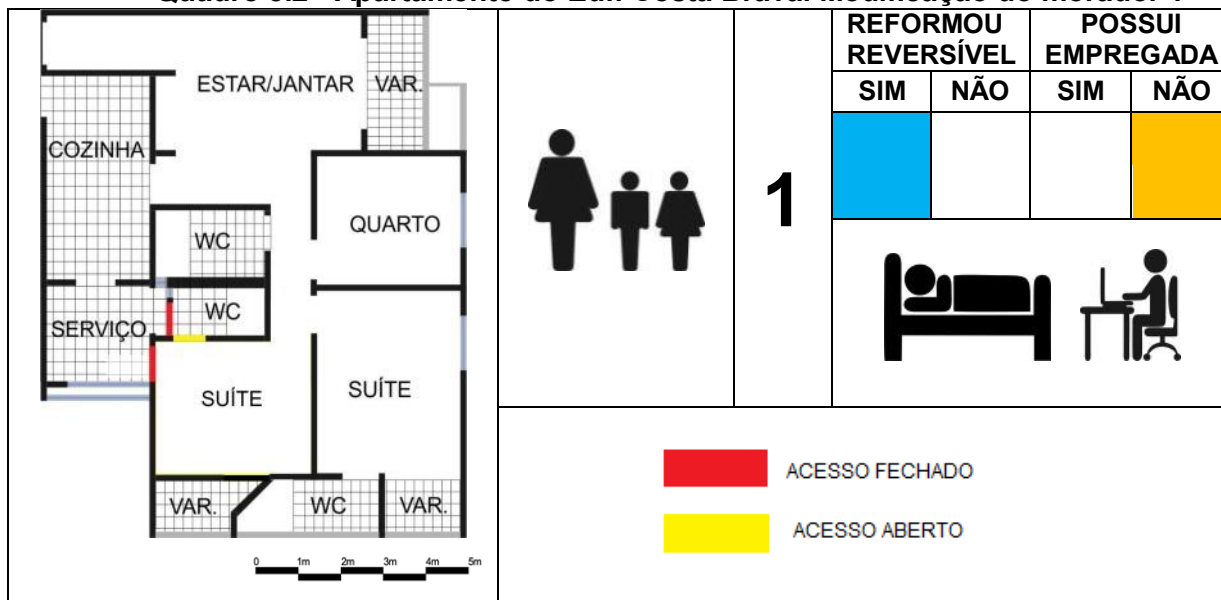 ESTAR/JANTAR
VAR.
COZINHA
QUARTO
WC
WC
SERVIÇO
SUÍTE
SUÍTE
VAR.
WC
VAR.
0 1m 2m 3m 4m 5m
1
REFORMOU
REVERSÍVEL
POSSUI
EMPREGADA
SIM
NÃO
SIM
NÃO
ACESSO FECHADO
ACESSO ABERTO